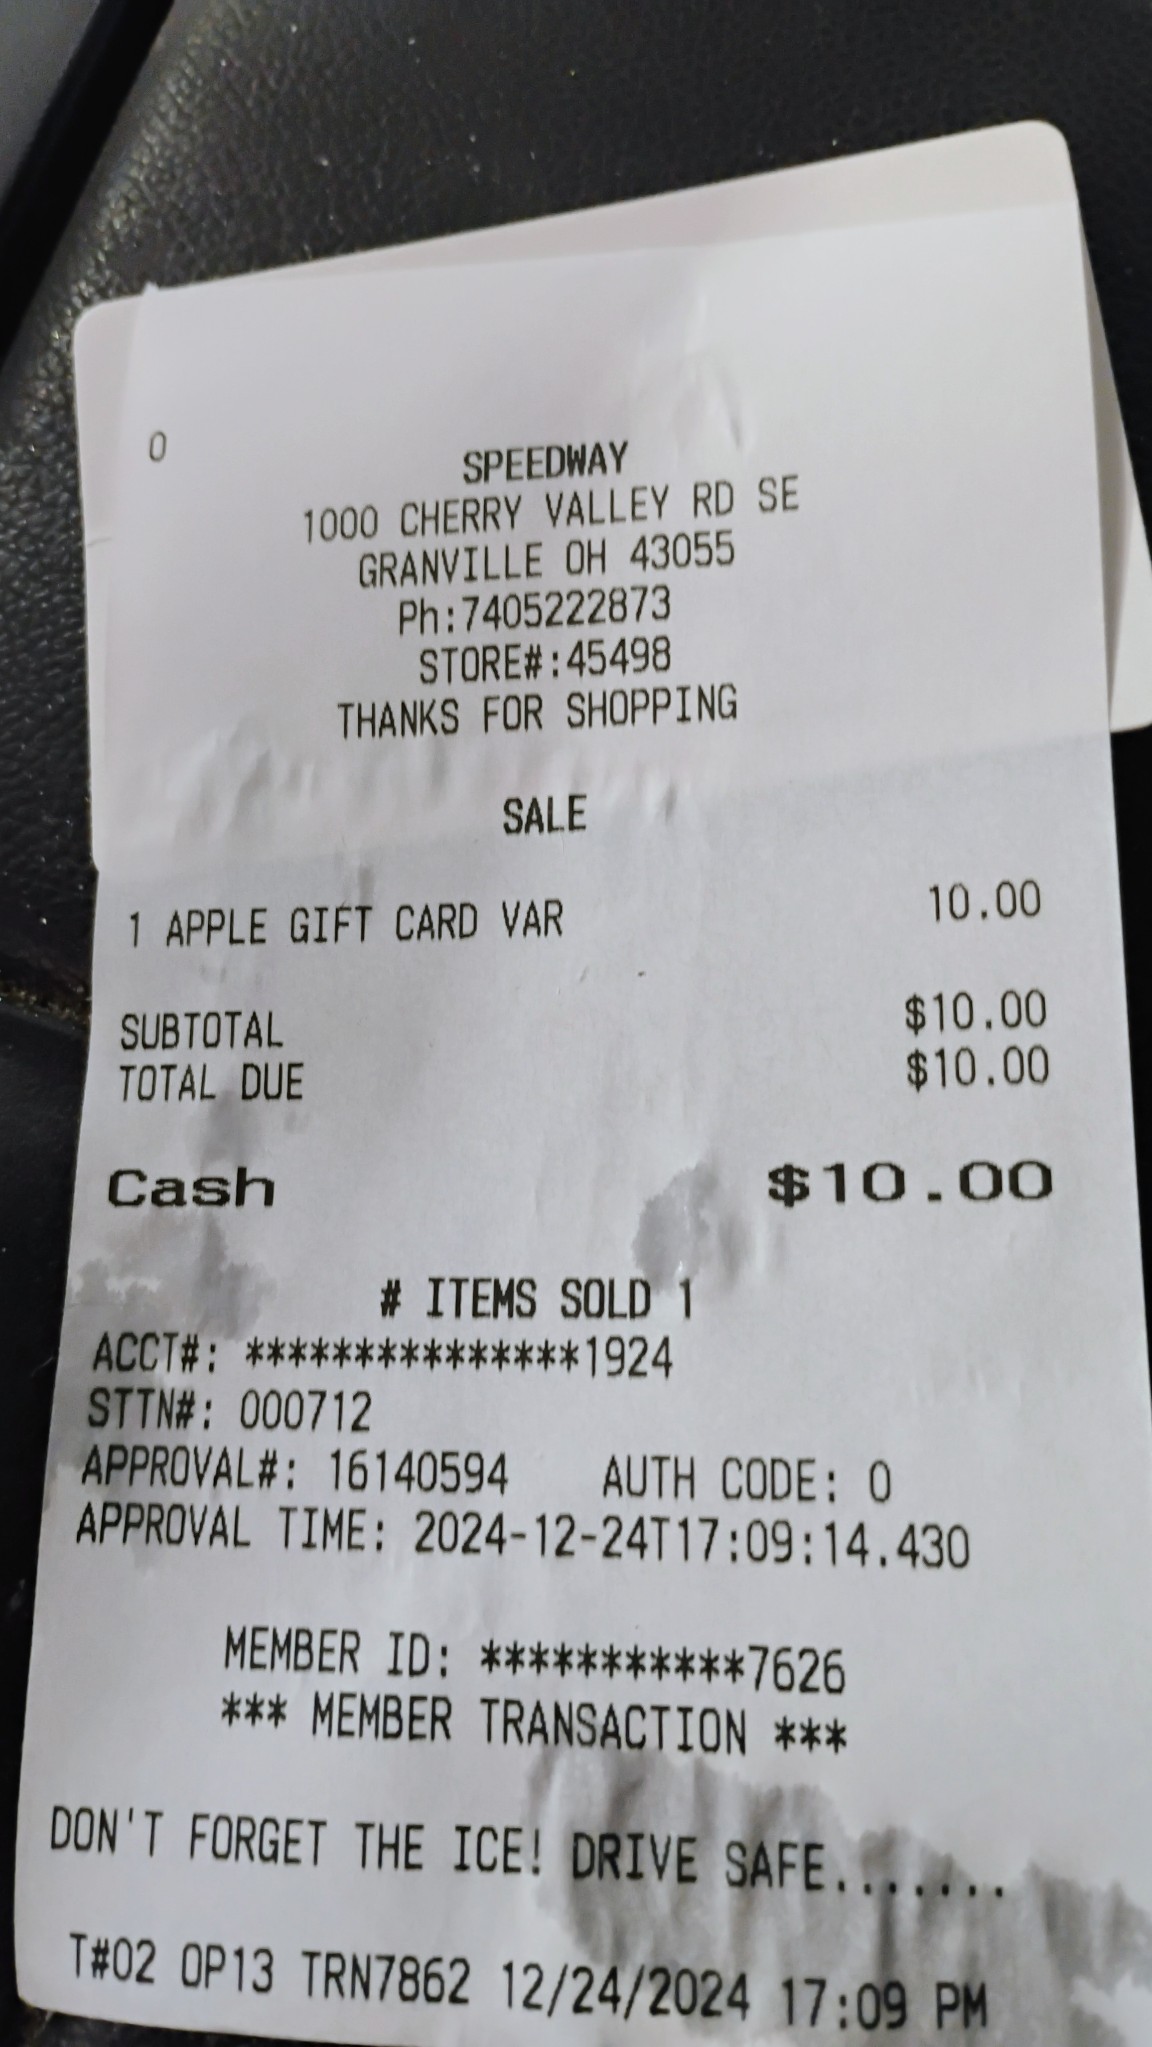 0
SPEEDWAY
1000 CHERRY VALLEY RD SE
GRANVILLE OH 43055
Ph:7405222873
STORE#:45498
THANKS FOR SHOPPING
SALE
1 APPLE GIFT CARD VAR 10.00
SUBTOTAL $10.00
TOTAL DUE $10.00
Cash $10.00
# ITEMS SOLD 1
ACCT#: ***************1924
STTN#: 000712
APPROVAL#: 16140594 AUTH CODE: 0
APPROVAL TIME: 2024-12-24T17:09:14.430
MEMBER ID: ***********7626
*** MEMBER TRANSACTION ***
DON'T FORGET THE ICE! DRIVE SAFE.......
T#02 OP13 TRN7862 12/24/2024 17:09 PM